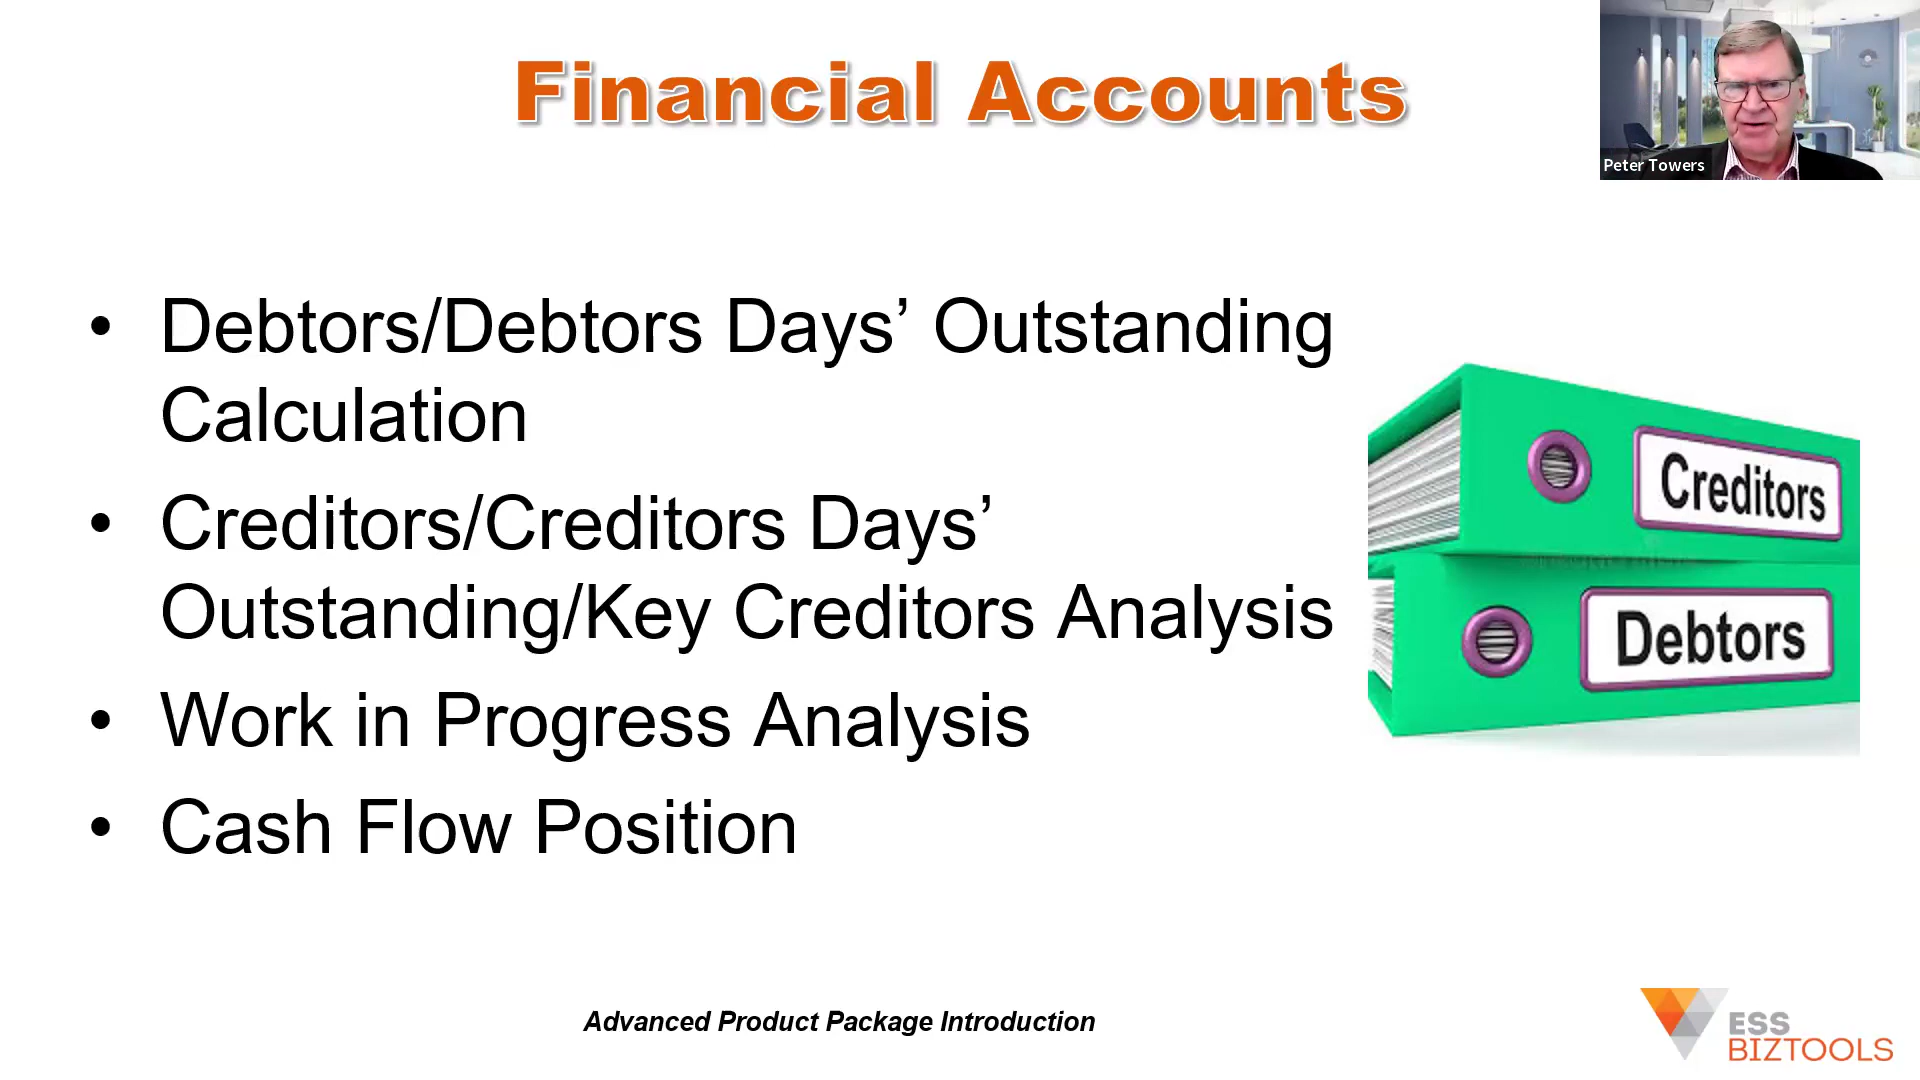 Financial Accounts
Peter Towers
• Debtors/Debtors Days’ Outstanding
Calculation
• Creditors/Creditors Days’
Outstanding/Key Creditors Analysis
• Work in Progress Analysis
• Cash Flow Position
Creditors
Debtors
Advanced Product Package Introduction
ESS
BIZTOOLS